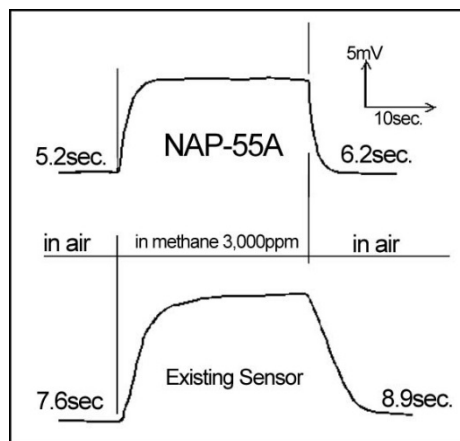 5mV
10sec.
5.2sec.
NAP-55A
6.2sec.
in air
in methane 3,000ppm
in air
7.6sec
Existing Sensor
8.9sec.